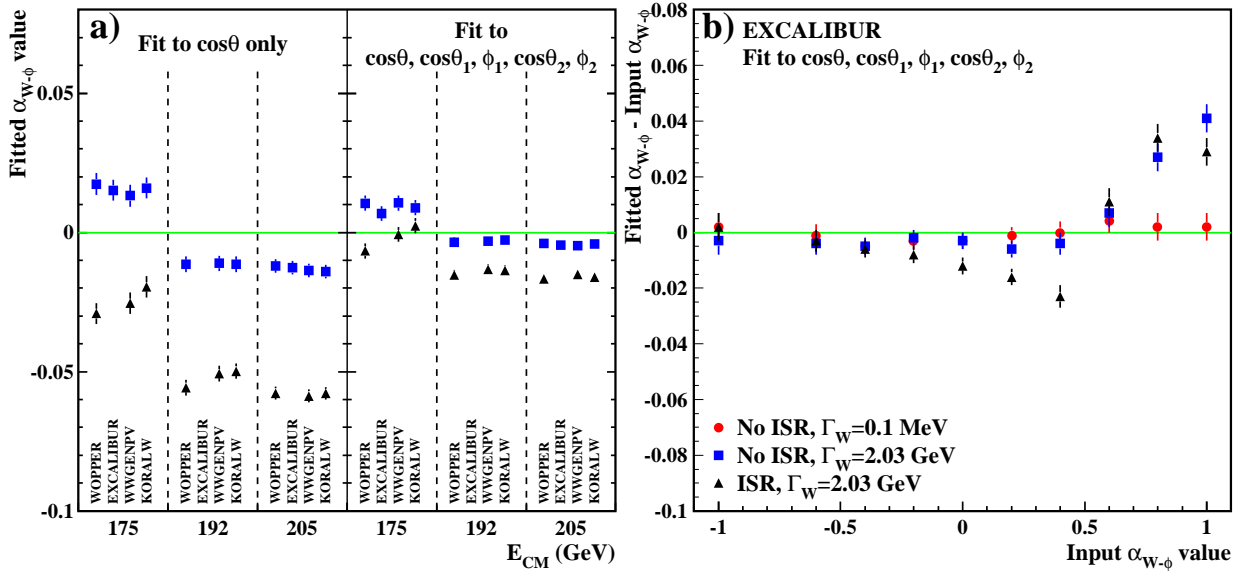 a)
Fit to cosθ only
Fit to
cosθ, cosθ1, ϕ1, cosθ2, ϕ2
Fitted αW-ϕ value
0.05
0
-0.05
-0.1
WOPPER
EXCALIBUR
WWGENPV
KORALW
WOPPER
EXCALIBUR
WWGENPV
KORALW
WOPPER
EXCALIBUR
WWGENPV
KORALW
WOPPER
EXCALIBUR
WWGENPV
KORALW
WOPPER
EXCALIBUR
WWGENPV
KORALW
WOPPER
EXCALIBUR
WWGENPV
KORALW
175 192 205 175 192 205
ECM (GeV)
b) EXCALIBUR
Fit to cosθ, cosθ1, ϕ1, cosθ2, ϕ2
Fitted αW-ϕ - Input αW-ϕ
0.08
0.06
0.04
0.02
0
-0.02
-0.04
-0.06
-0.08
-0.1
No ISR, ΓW=0.1 MeV
No ISR, ΓW=2.03 GeV
ISR, ΓW=2.03 GeV
-1 -0.5 0 0.5 1
Input αW-ϕ value